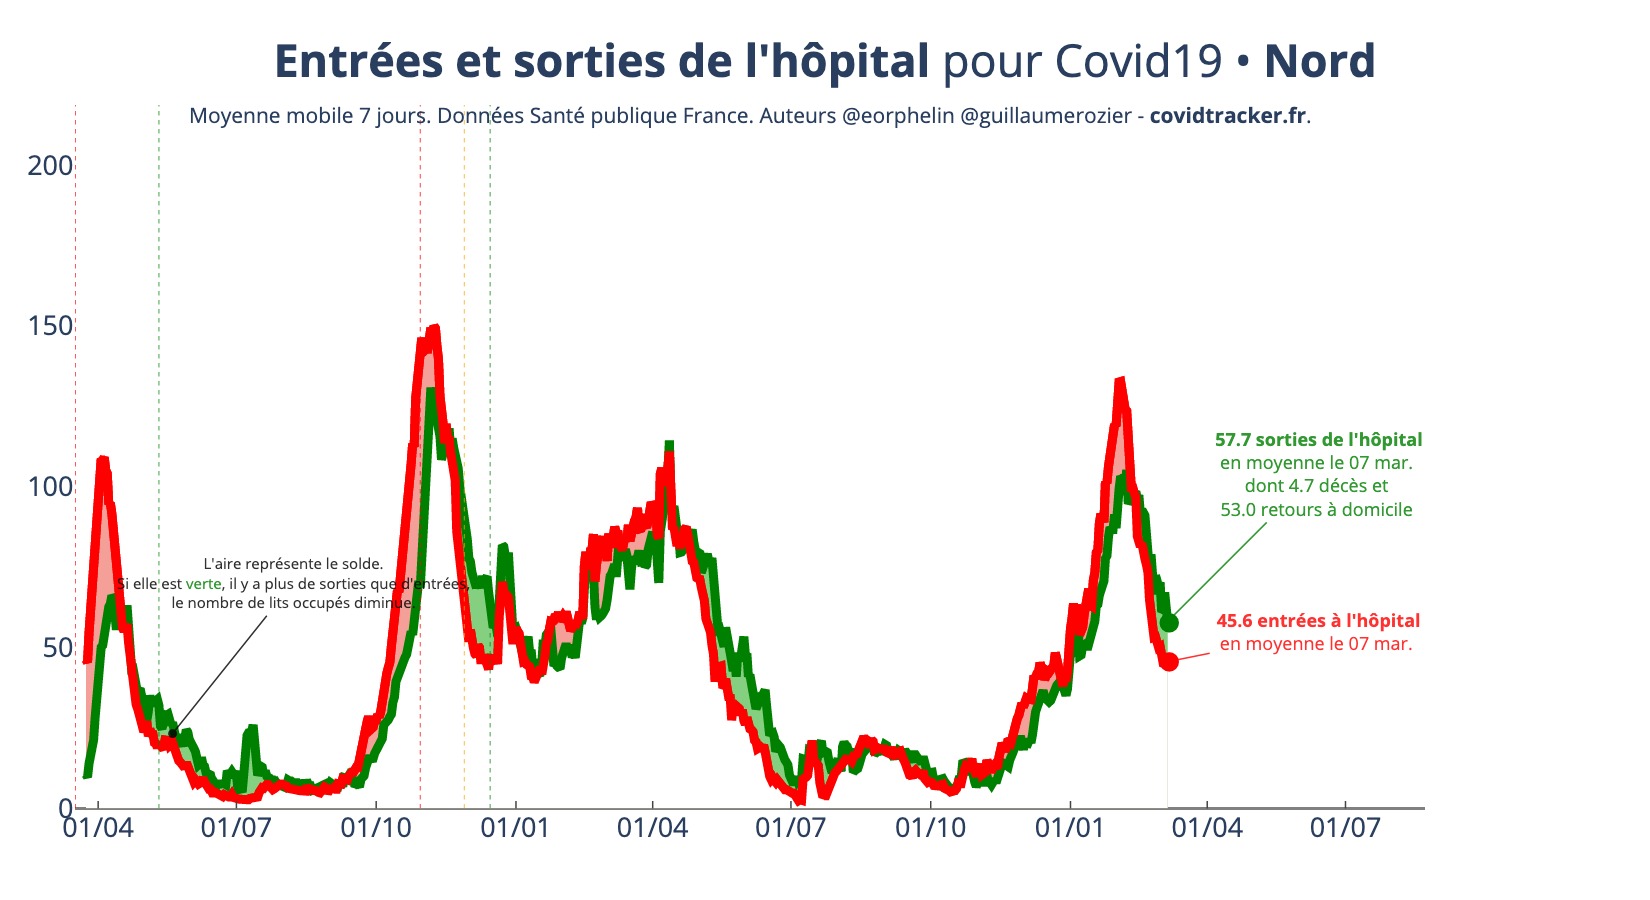 Entrées et sorties de l'hôpital pour Covid19 • Nord
Moyenne mobile 7 jours. Données Santé publique France. Auteurs @eorphelin @guillaumerozier - covidtracker.fr.
200
150
100
50
0
57.7 sorties de l'hôpital
en moyenne le 07 mar.
dont 4.7 décès et
53.0 retours à domicile
L'aire représente le solde.
Si elle est verte, il y a plus de sorties que d'entrées,
le nombre de lits occupés diminue.
45.6 entrées à l'hôpital
en moyenne le 07 mar.
01/04 01/07 01/10 01/01 01/04 01/07 01/10 01/01 01/04 01/07